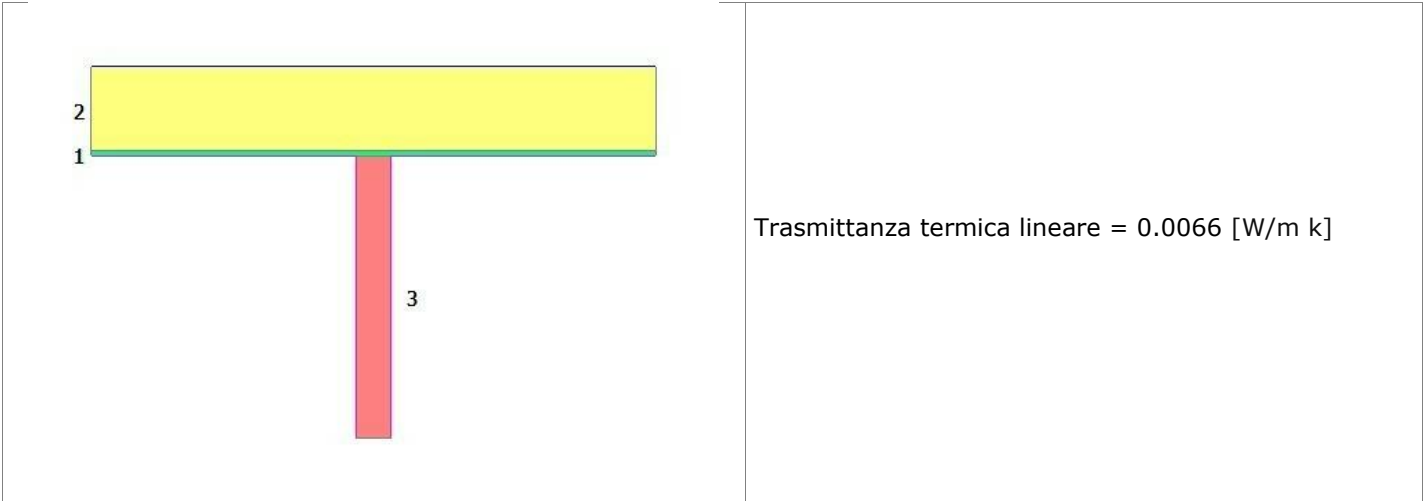 2
1
3
Trasmittanza termica lineare = 0.0066 [W/m k]